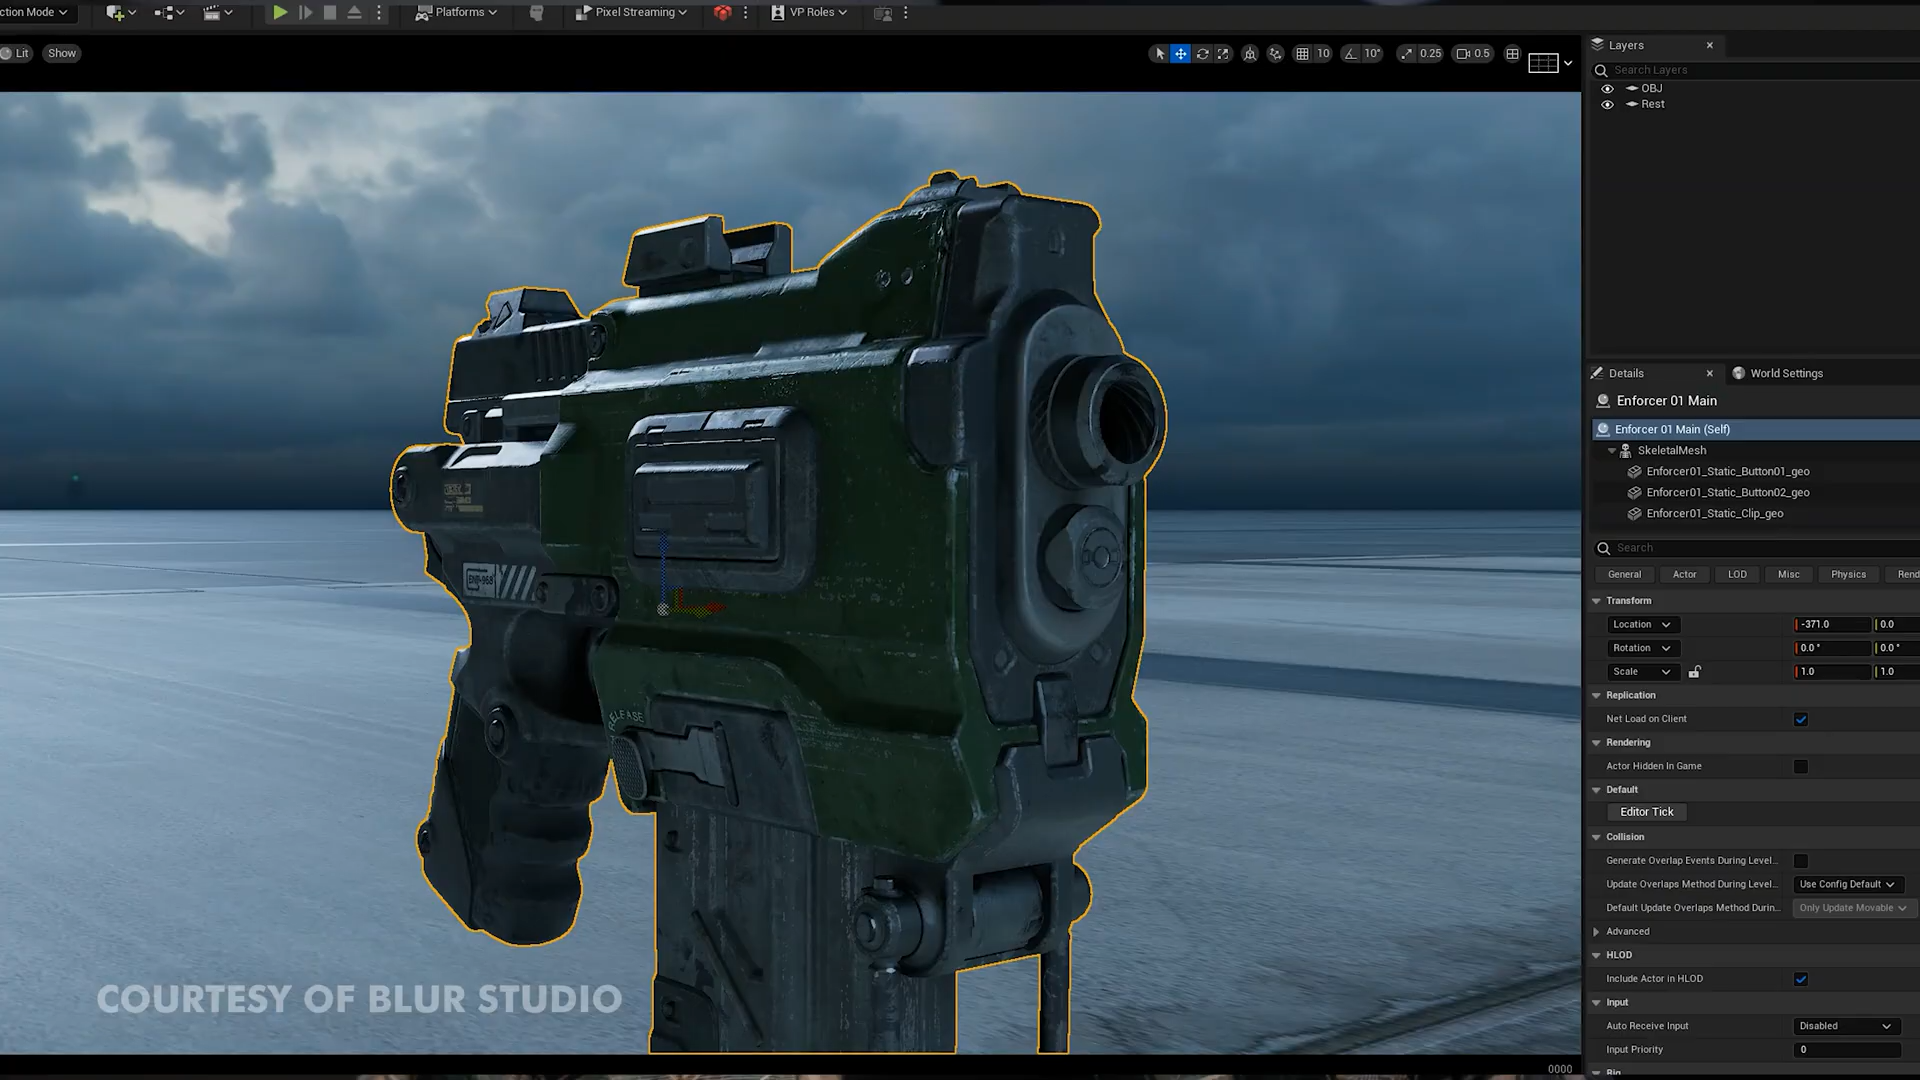 ction Mode
Platforms
Pixel Streaming
VP Roles
Lit
Show
10
10°
0.25
0.5
Layers
Search Layers
OBJ
Rest
Details
World Settings
Enforcer 01 Main
Enforcer 01 Main (Self)
SkeletalMesh
Enforcer01_Static_Button01_geo
Enforcer01_Static_Button02_geo
Enforcer01_Static_Clip_geo
Search
General
Actor
LOD
Misc
Physics
Rend
Transform
Location
-371.0
0.0
Rotation
0.0°
0.0°
Scale
1.0
1.0
Replication
Net Load on Client
Rendering
Actor Hidden In Game
Default
Editor Tick
Collision
Generate Overlap Events During Level...
Update Overlaps Method During Level...
Use Config Default
Default Update Overlaps Method Durin...
Only Update Movable
Advanced
HLOD
Include Actor in HLOD
Input
Auto Receive Input
Disabled
Input Priority
0
0000
RELEASE
COURTESY OF BLUR STUDIO